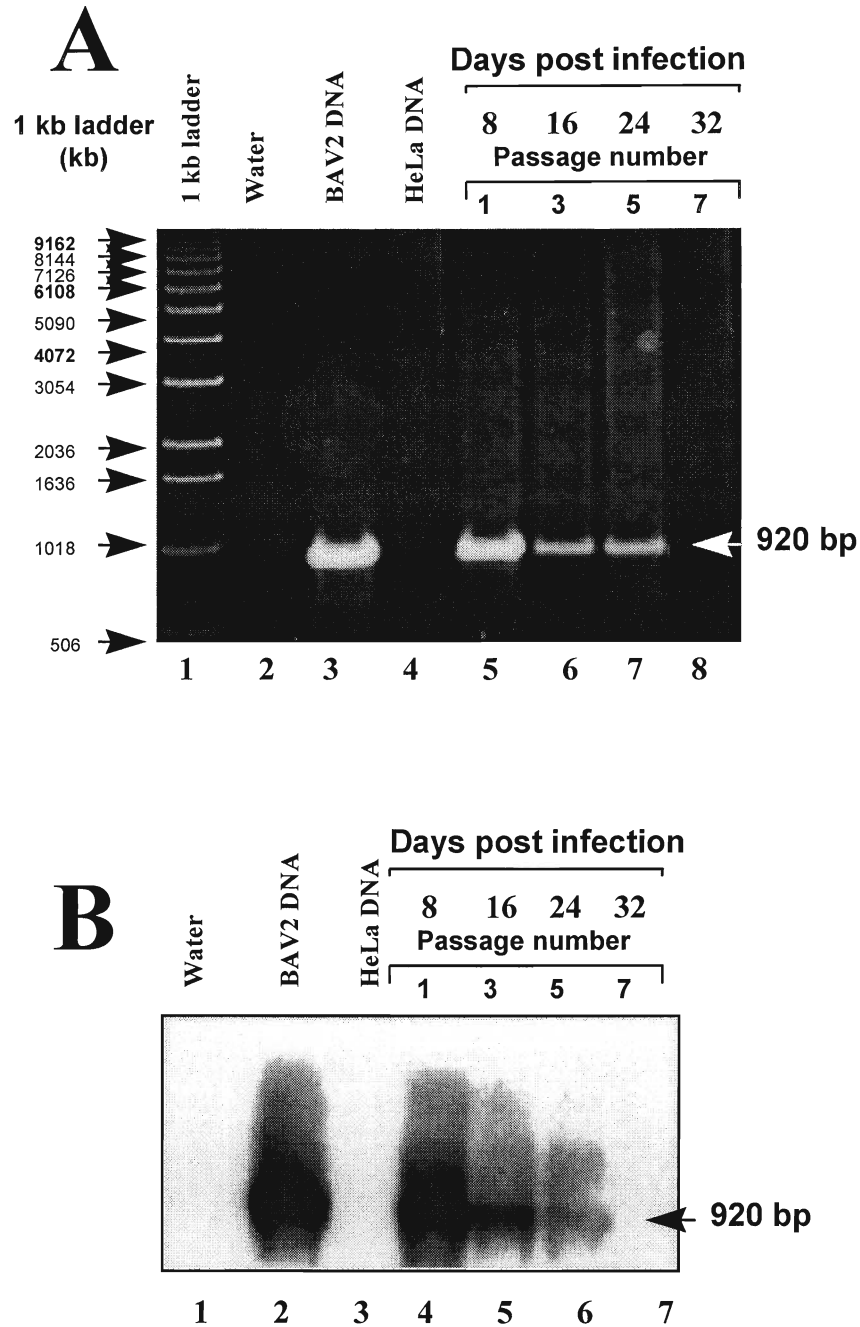 A
Days post infection
1 kb ladder
(kb)
1 kb ladder
Water
BAV2 DNA
HeLa DNA
8 16 24 32
Passage number
1 3 5 7
9162
8144
7126
6108
5090
4072
3054
2036
1636
1018
506
920 bp
1 2 3 4 5 6 7 8
B
Days post infection
Water
BAV2 DNA
HeLa DNA
8 16 24 32
Passage number
1 3 5 7
920 bp
1 2 3 4 5 6 7